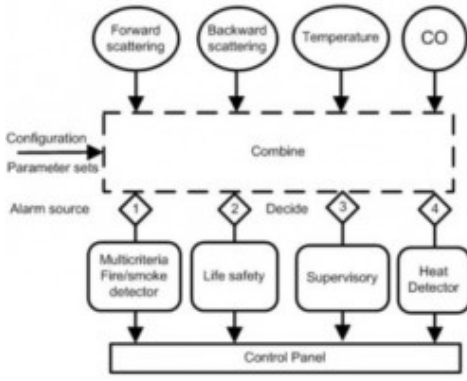 Forward
scattering
Backward
scattering
Temperature
CO
Configuration
Parameter sets
Combine
Alarm source
1
2
Decide
3
4
Multicriteria
Fire/smoke
detector
Life safety
Supervisory
Heat
Detector
Control Panel